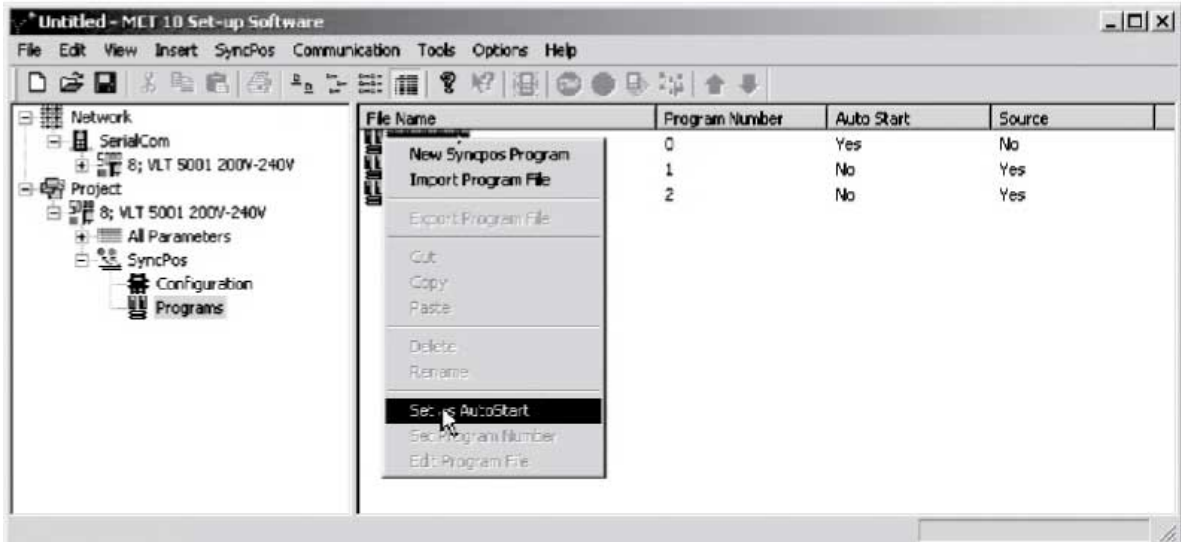 Untitled - MCT 10 Set-up Software
File Edit View Insert SyncPos Communication Tools Options Help
Network
SerialCom
8; VLT 5001 200V-240V
Project
8; VLT 5001 200V-240V
All Parameters
SyncPos
Configuration
Programs
File Name Program Number Auto Start Source
0 Yes No
1 No Yes
2 No Yes
New Syncpos Program
Import Program File
Export Program File
Cut
Copy
Paste
Delete
Rename
Set as AutoStart
Set Program Number
Edit Program File